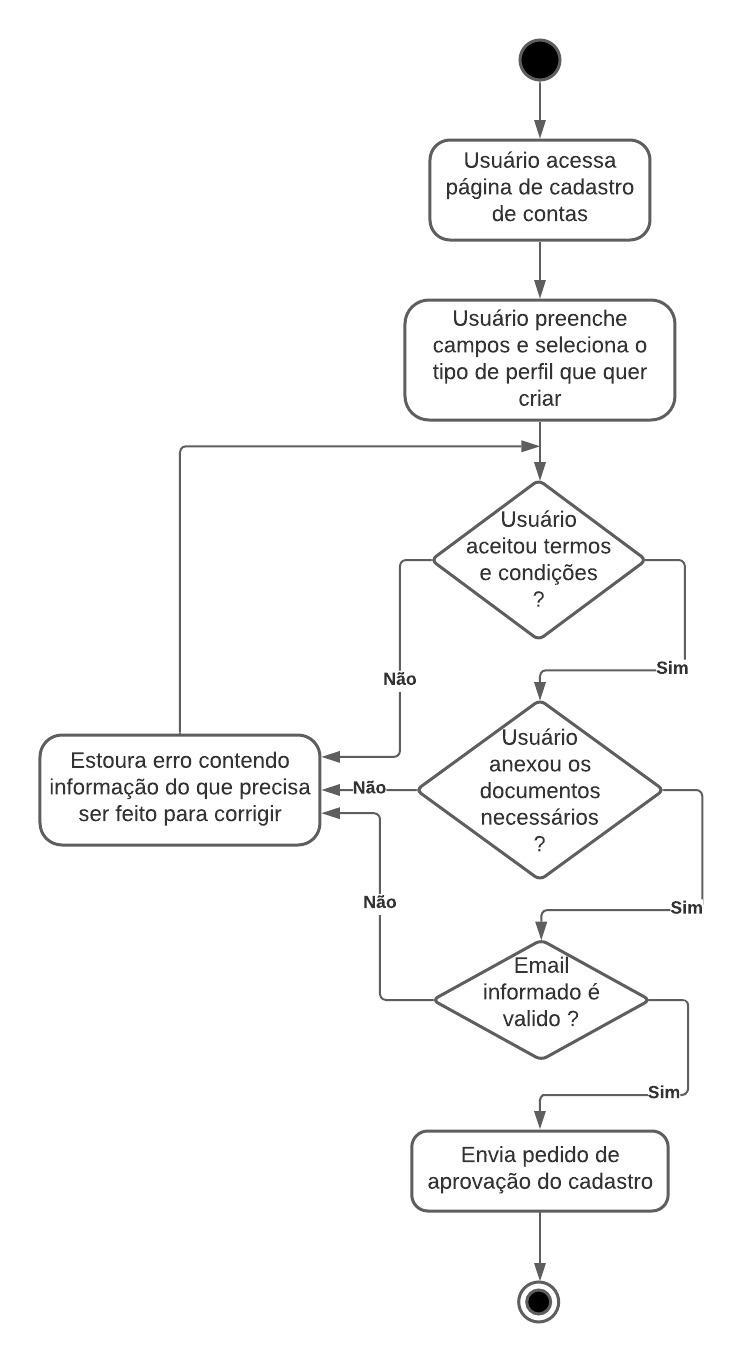 Usuário acessa
página de cadastro
de contas
Usuário preenche
campos e seleciona o
tipo de perfil que quer
criar
Usuário
aceitou termos
e condições
?
Não
Sim
Estoura erro contendo
informação do que precisa
ser feito para corrigir
Não
Usuário
anexou os
documentos
necessários
?
Não
Sim
Email
informado é
valido ?
Sim
Envia pedido de
aprovação do cadastro